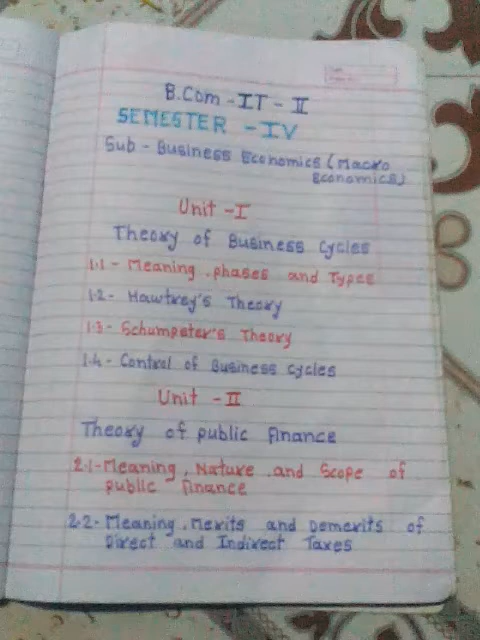 B.Com - IT - II
SEMESTER - IV
Sub - Business Economics (Macro
Economics)
Unit - I
Theory of Business Cycles
1.1 - Meaning, phases and Types
1.2 - Hawtrey's Theory
1.3 - Schumpeter's Theory
1.4 - Control of Business cycles
Unit - II
Theory of public finance
2.1 - Meaning, Nature and Scope of
public finance
2.2 - Meaning, Merits and Demerits of
Direct and Indirect Taxes